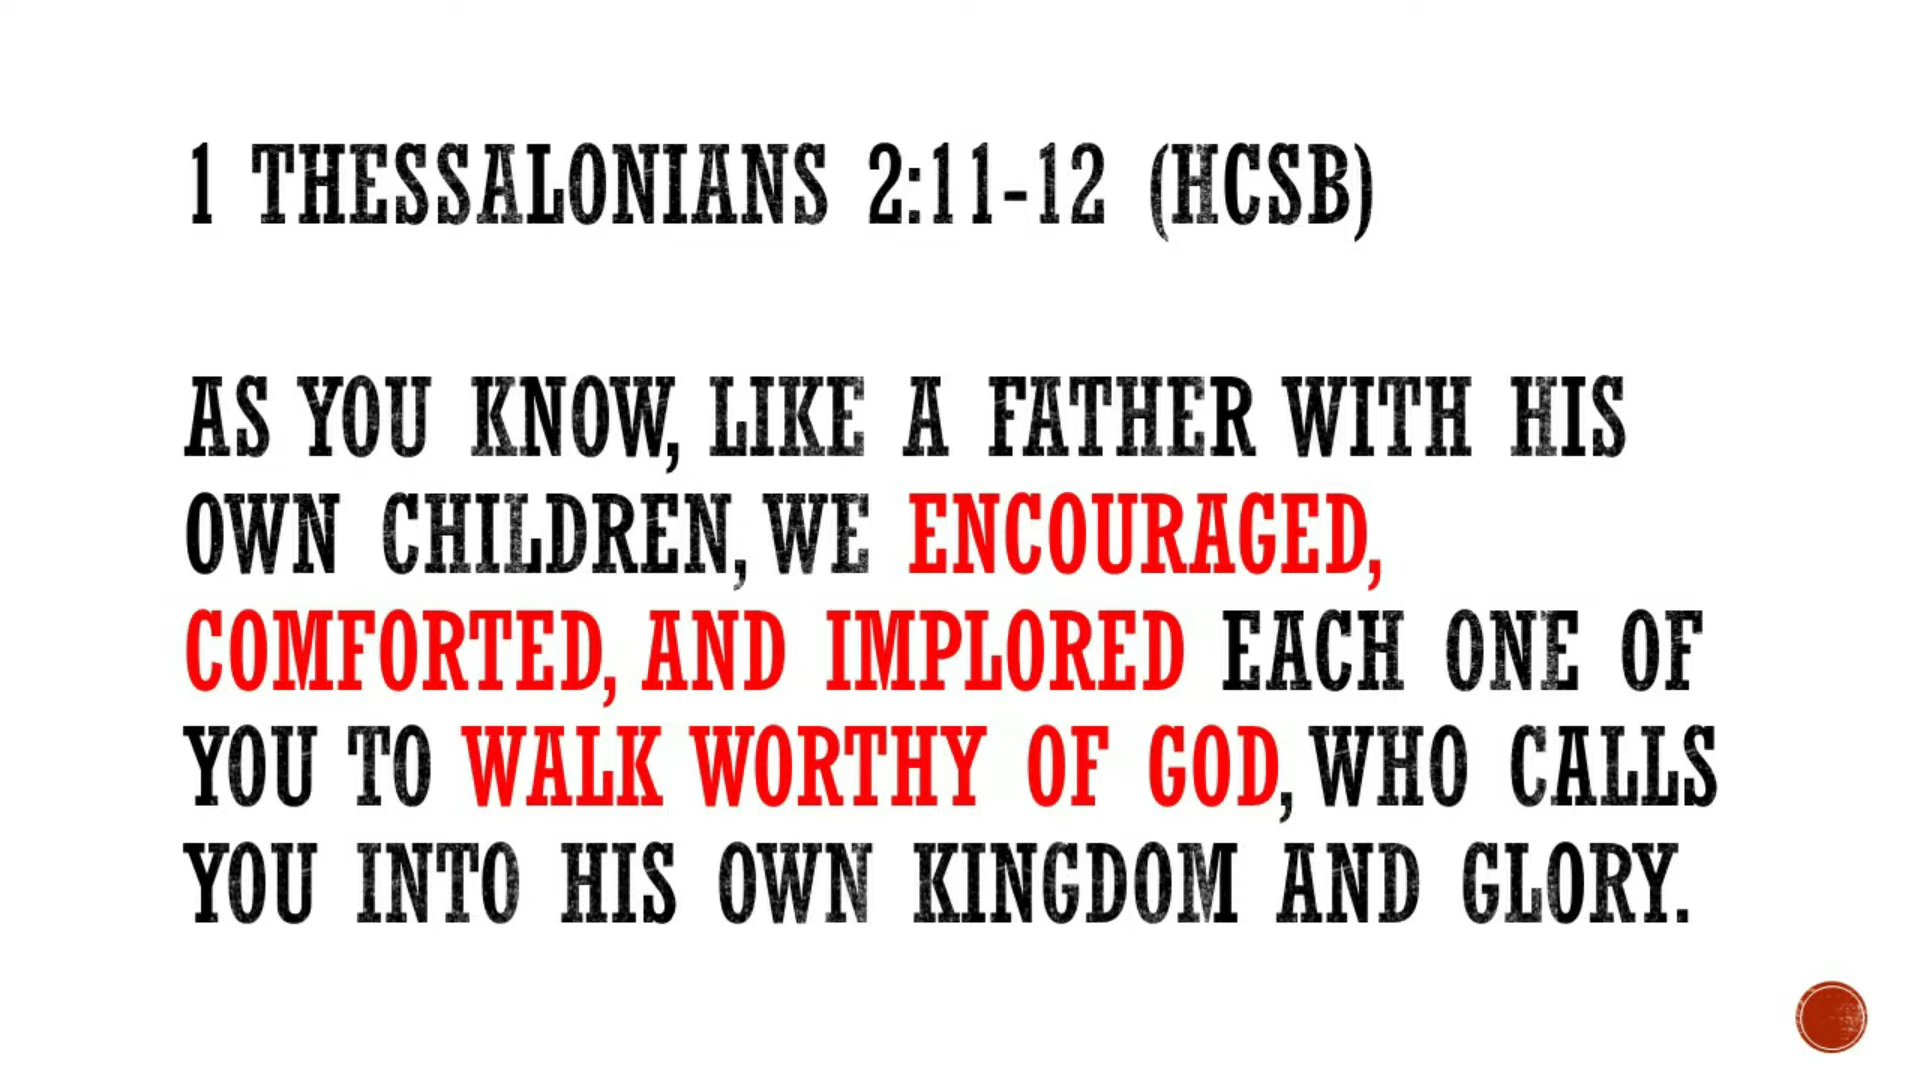 1 THESSALONIANS 2:11-12 (HCSB)
AS YOU KNOW, LIKE A FATHER WITH HIS
OWN CHILDREN, WE ENCOURAGED,
COMFORTED, AND IMPLORED EACH ONE OF
YOU TO WALK WORTHY OF GOD, WHO CALLS
YOU INTO HIS OWN KINGDOM AND GLORY.